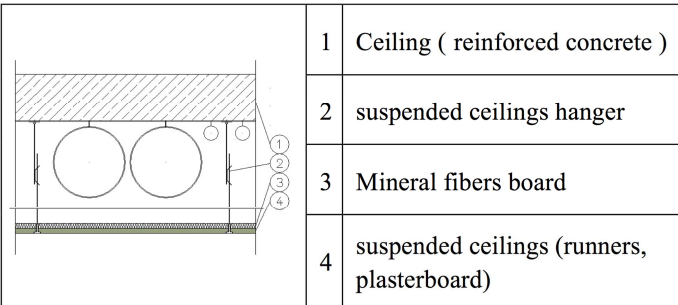 1
2
3
4
1 Ceiling ( reinforced concrete )
2 suspended ceilings hanger
3 Mineral fibers board
4 suspended ceilings (runners,
plasterboard)